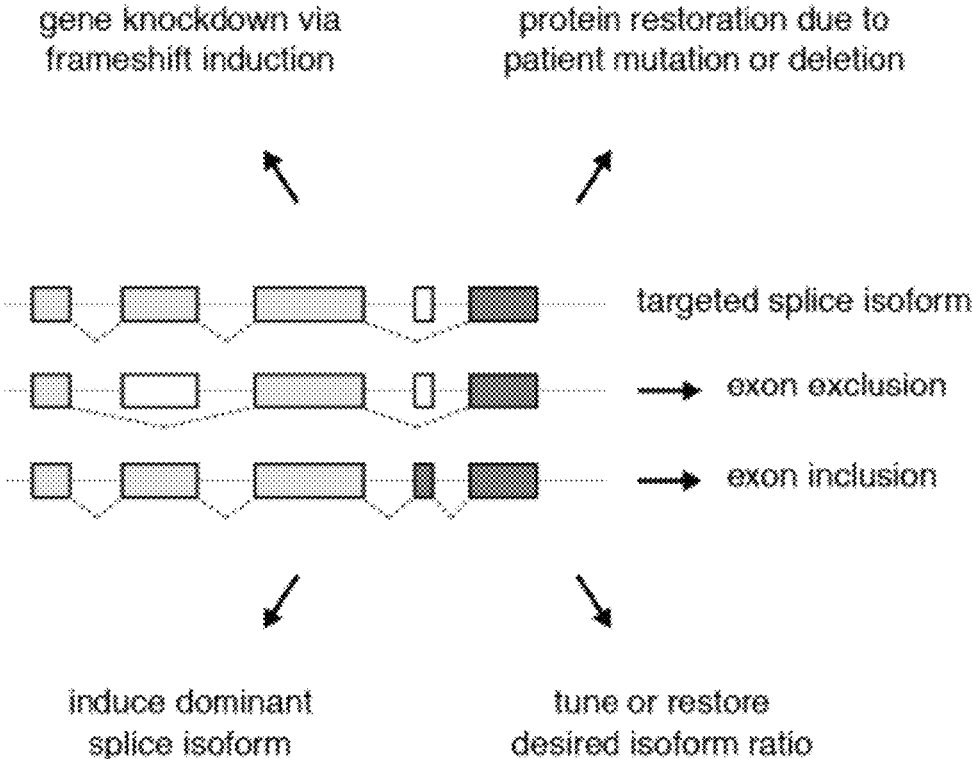 gene knockdown via
frameshift induction
protein restoration due to
patient mutation or deletion
targeted splice isoform
exon exclusion
exon inclusion
induce dominant
splice isoform
tune or restore
desired isoform ratio